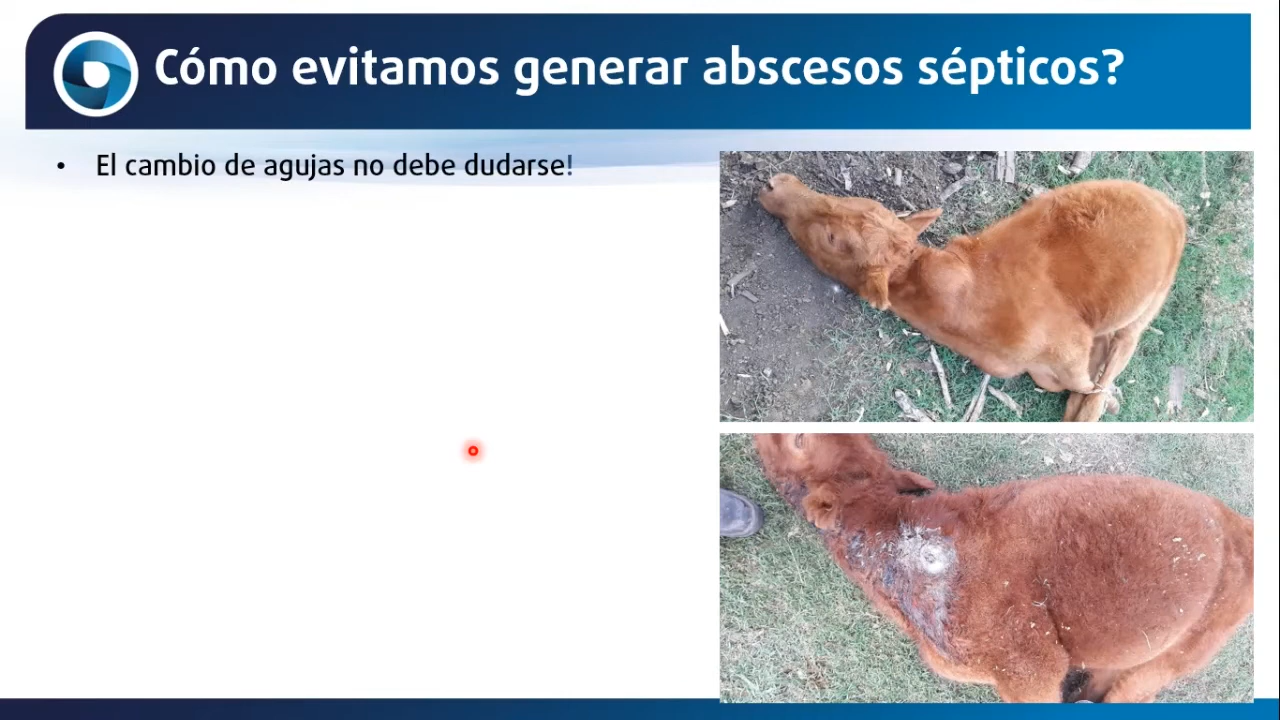 Cómo evitamos generar abscesos sépticos?
• El cambio de agujas no debe dudarse!